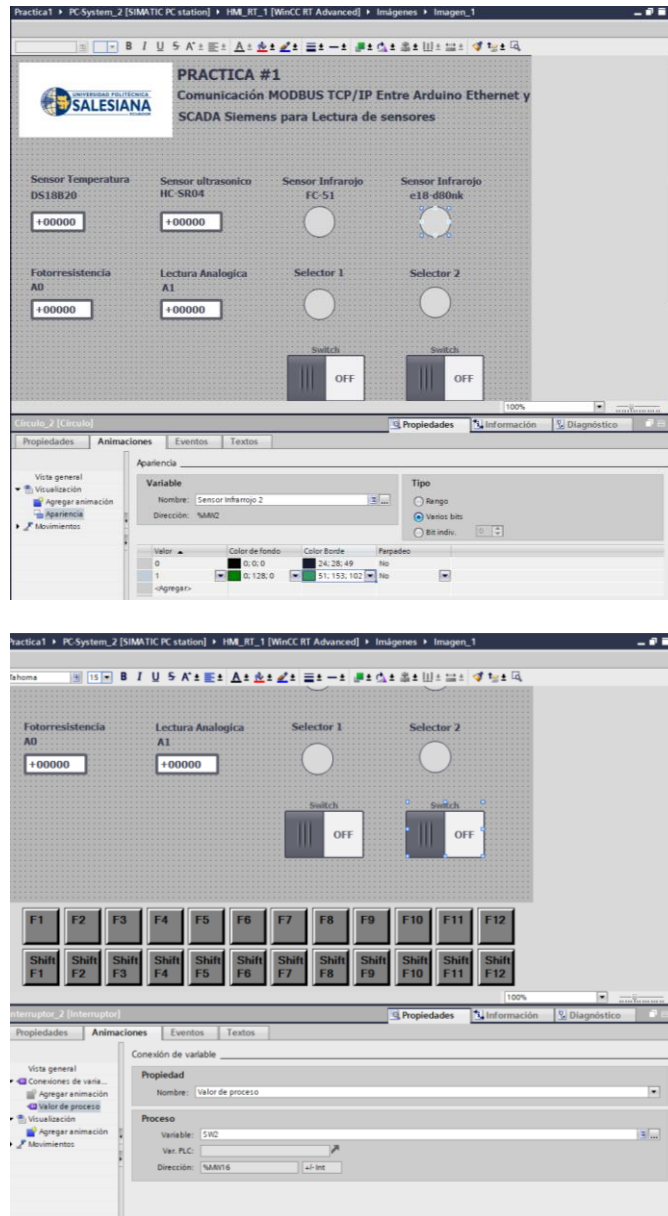 Practica1 ▸ PC-System_2 [SIMATIC PC station] ▸ HMI_RT_1 [WinCC RT Advanced] ▸ Imágenes ▸ Imagen_1
B I U S A
UNIVERSIDAD POLITÉCNICA
SALESIANA
ECUADOR
PRACTICA #1
Comunicación MODBUS TCP/IP Entre Arduino Ethernet y
SCADA Siemens para Lectura de sensores
Sensor Temperatura Sensor ultrasonico Sensor Infrarojo Sensor Infrarojo
DS18B20 HC-SR04 FC-51 e18-d80nk
+00000 +00000
Fotorresistencia Lectura Analogica Selector 1 Selector 2
A0 A1
+00000 +00000
Switch Switch
OFF OFF
100%
Círculo_2 [Círculo] Propiedades Información Diagnóstico
Propiedades Animaciones Eventos Textos
Apariencia
Vista general
Visualización
Agregar animación
Apariencia
Movimientos
Variable
Nombre: Sensor Infrarrojo 2
Dirección: %MW2
Tipo
Rango
Varios bits
Bit indiv. 0
Valor Color de fondo Color Borde Parpadeo
0 0; 0; 0 24; 28; 49 No
1 0; 128; 0 51; 153; 102 No
<Agregar>
Practica1 ▸ PC-System_2 [SIMATIC PC station] ▸ HMI_RT_1 [WinCC RT Advanced] ▸ Imágenes ▸ Imagen_1
Tahoma 15 B I U S A
Fotorresistencia Lectura Analogica Selector 1 Selector 2
A0 A1
+00000 +00000
Switch Switch
OFF OFF
F1 F2 F3 F4 F5 F6 F7 F8 F9 F10 F11 F12
Shift Shift Shift Shift Shift Shift Shift Shift Shift Shift Shift Shift
F1 F2 F3 F4 F5 F6 F7 F8 F9 F10 F11 F12
100%
Interruptor_2 [Interruptor] Propiedades Información Diagnóstico
Propiedades Animaciones Eventos Textos
Conexión de variable
Vista general
Conexiones de varia...
Agregar animación
Valor de proceso
Visualización
Agregar animación
Movimientos
Propiedad
Nombre: Valor de proceso
Proceso
Variable: SW2
Var. PLC:
Dirección: %MW16 +/- Int